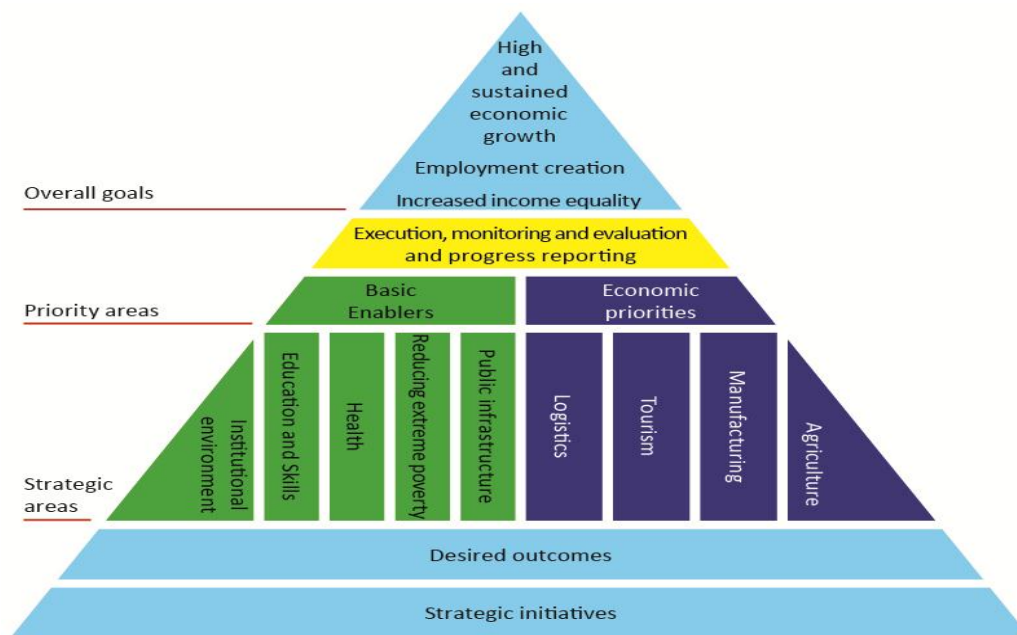 High
and
sustained
economic
growth
Employment creation
Increased income equality
Overall goals
Execution, monitoring and evaluation
and progress reporting
Priority areas
Basic
Enablers
Economic
priorities
Strategic
areas
Institutional
environment
Education and Skills
Health
Reducing extreme poverty
Public infrastructure
Logistics
Tourism
Manufacturing
Agriculture
Desired outcomes
Strategic initiatives